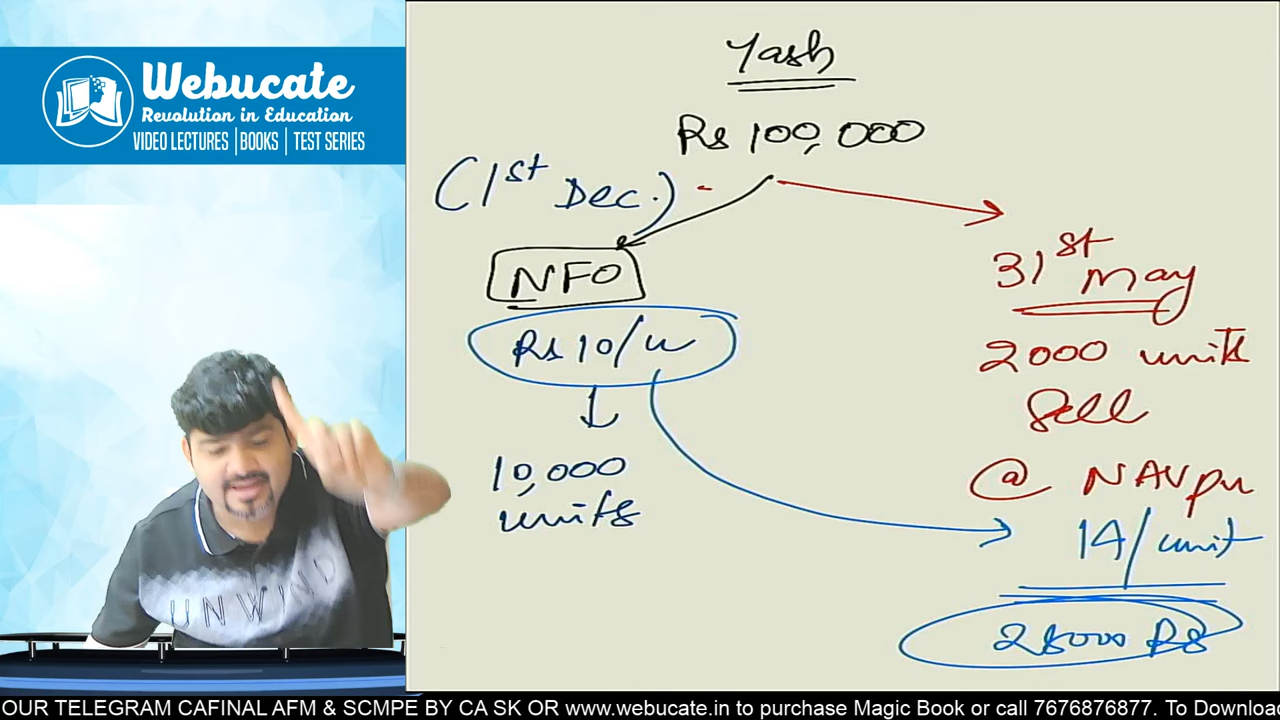 Webucate
Revolution in Education
VIDEO LECTURES | BOOKS | TEST SERIES
Yash
Rs 100,000
(1st Dec.)
NFO
Rs 10/u
10,000
units
31st
May
2000 units
Sell
@ NAVpu
14/unit
28000 Rs
UNWIND
OUR TELEGRAM CAFINAL AFM & SCMPE BY CA SK OR www.webucate.in to purchase Magic Book or call 7676876877. To Downloa